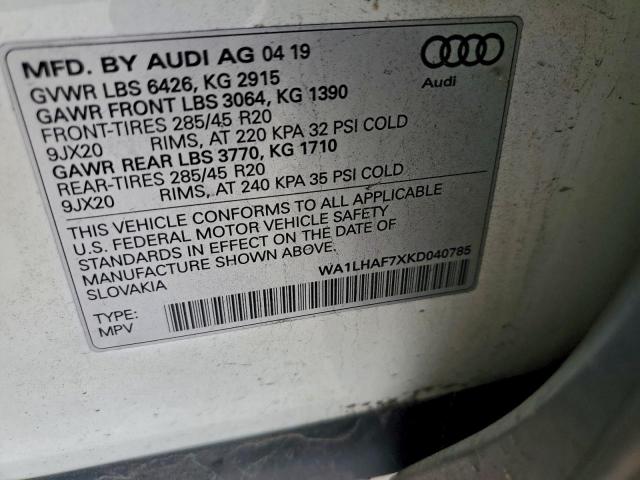 MFD. BY AUDI AG 04 19
GVWR LBS 6426, KG 2915
GAWR FRONT LBS 3064, KG 1390
FRONT-TIRES 285/45 R20
9JX20 RIMS, AT 220 KPA 32 PSI COLD
GAWR REAR LBS 3770, KG 1710
REAR-TIRES 285/45 R20
9JX20 RIMS, AT 240 KPA 35 PSI COLD
Audi
THIS VEHICLE CONFORMS TO ALL APPLICABLE
U.S. FEDERAL MOTOR VEHICLE SAFETY
STANDARDS IN EFFECT ON THE DATE OF
MANUFACTURE SHOWN ABOVE.
SLOVAKIA
WA1LHAF7XKD040785
TYPE:
MPV